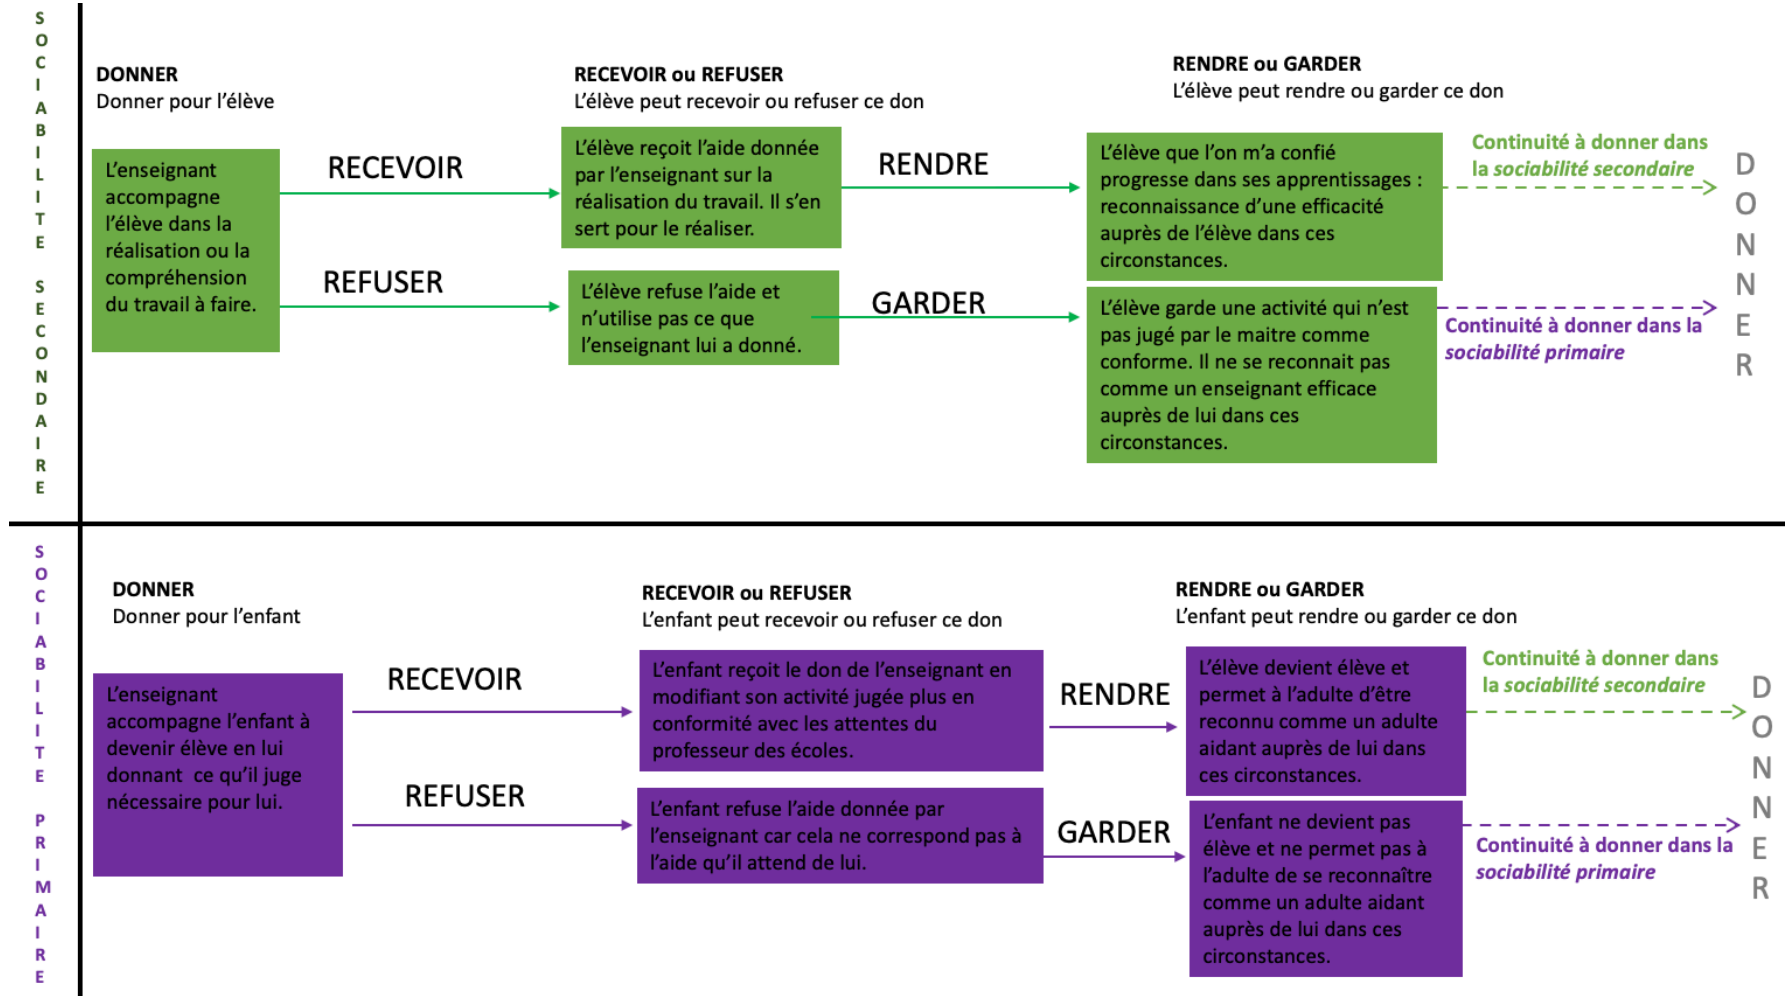 SOCIABILITE SECONDAIRE
DONNER
Donner pour l’élève
RECEVOIR ou REFUSER
L’élève peut recevoir ou refuser ce don
RENDRE ou GARDER
L’élève peut rendre ou garder ce don
L’enseignant
accompagne
l’élève dans la
réalisation ou la
compréhension
du travail à faire.
RECEVOIR
L’élève reçoit l’aide donnée
par l’enseignant sur la
réalisation du travail. Il s’en
sert pour le réaliser.
RENDRE
L’élève que l’on m’a confié
progresse dans ses apprentissages :
reconnaissance d’une efficacité
auprès de l’élève dans ces
circonstances.
Continuité à donner dans
la sociabilité secondaire
REFUSER
L’élève refuse l’aide et
n’utilise pas ce que
l’enseignant lui a donné.
GARDER
L’élève garde une activité qui n’est
pas jugé par le maitre comme
conforme. Il ne se reconnait pas
comme un enseignant efficace
auprès de lui dans ces
circonstances.
Continuité à donner dans la
sociabilité primaire
DONNER
SOCIABILITE PRIMAIRE
DONNER
Donner pour l’enfant
RECEVOIR ou REFUSER
L’enfant peut recevoir ou refuser ce don
RENDRE ou GARDER
L’enfant peut rendre ou garder ce don
L’enseignant
accompagne l’enfant à
devenir élève en lui
donnant ce qu’il juge
nécessaire pour lui.
RECEVOIR
L’enfant reçoit le don de l’enseignant en
modifiant son activité jugée plus en
conformité avec les attentes du
professeur des écoles.
RENDRE
L’élève devient élève et
permet à l’adulte d’être
reconnu comme un adulte
aidant auprès de lui dans
ces circonstances.
Continuité à donner dans
la sociabilité secondaire
REFUSER
L’enfant refuse l’aide donnée par
l’enseignant car cela ne correspond pas à
l’aide qu’il attend de lui.
GARDER
L’enfant ne devient pas
élève et ne permet pas à
l’adulte de se reconnaître
comme un adulte aidant
auprès de lui dans ces
circonstances.
Continuité à donner dans la
sociabilité primaire
DONNER